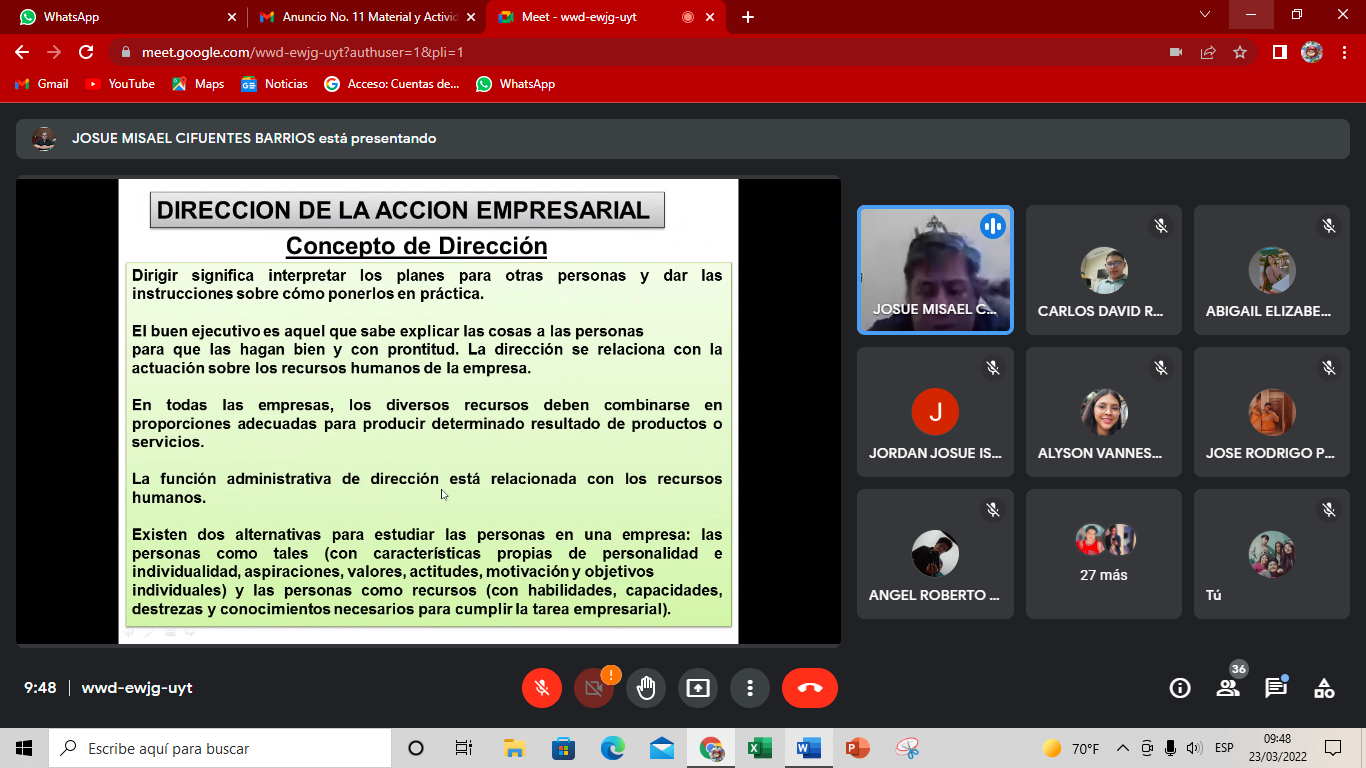 WhatsApp
Anuncio No. 11 Material y Activid
Meet - wwd-ewjg-uyt
meet.google.com/wwd-ewjg-uyt?authuser=1&pli=1
Gmail
YouTube
Maps
Noticias
Acceso: Cuentas de...
WhatsApp
JOSUE MISAEL CIFUENTES BARRIOS está presentando
DIRECCION DE LA ACCION EMPRESARIAL
Concepto de Dirección
Dirigir significa interpretar los planes para otras personas y dar las
instrucciones sobre cómo ponerlos en práctica.
El buen ejecutivo es aquel que sabe explicar las cosas a las personas
para que las hagan bien y con prontitud. La dirección se relaciona con la
actuación sobre los recursos humanos de la empresa.
En todas las empresas, los diversos recursos deben combinarse en
proporciones adecuadas para producir determinado resultado de productos o
servicios.
La función administrativa de dirección está relacionada con los recursos
humanos.
Existen dos alternativas para estudiar las personas en una empresa: las
personas como tales (con características propias de personalidad e
individualidad, aspiraciones, valores, actitudes, motivación y objetivos
individuales) y las personas como recursos (con habilidades, capacidades,
destrezas y conocimientos necesarios para cumplir la tarea empresarial).
JOSUE MISAEL C...
CARLOS DAVID R...
ABIGAIL ELIZABE...
J
JORDAN JOSUE IS...
ALYSON VANNES...
JOSE RODRIGO P...
ANGEL ROBERTO ...
27 más
Tú
9:48
wwd-ewjg-uyt
36
Escribe aquí para buscar
70°F
ESP
09:48
23/03/2022